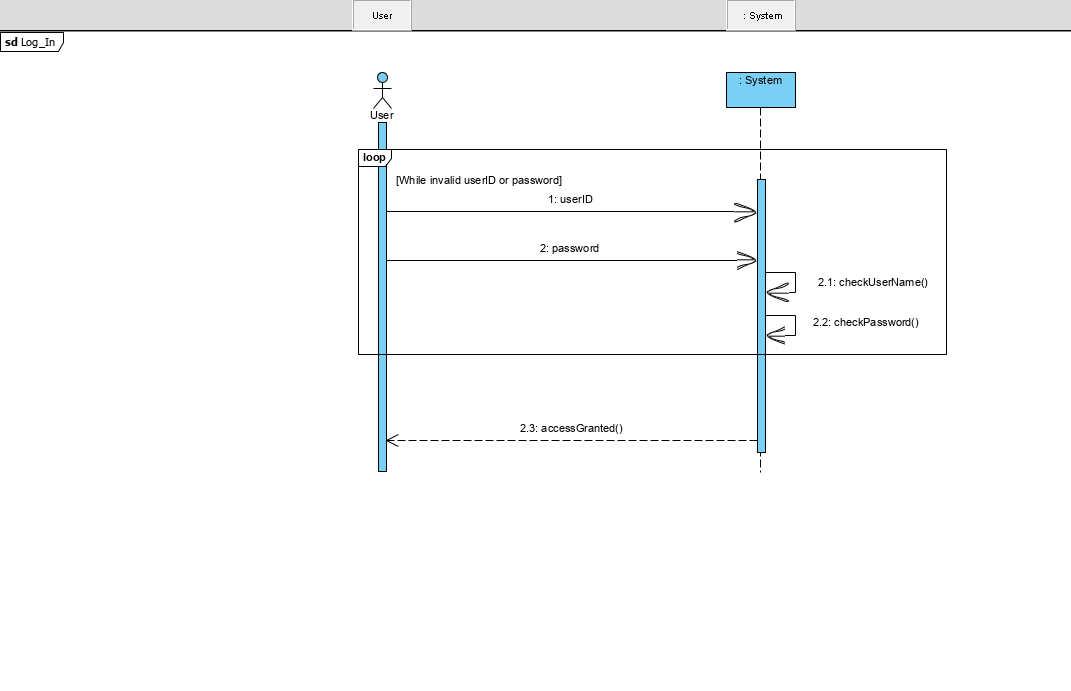 User
: System
sd Log_In
: System
User
loop
[While invalid userID or password]
1: userID
2: password
2.1: checkUserName()
2.2: checkPassword()
2.3: accessGranted()